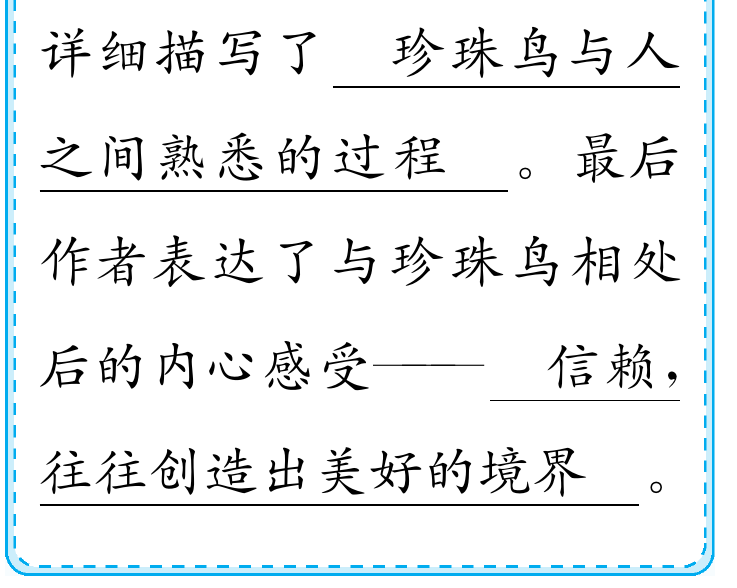 详细描写了 珍珠鸟与人
之间熟悉的过程 。最后
作者表达了与珍珠鸟相处
后的内心感受—— 信赖,
往往创造出美好的境界 。